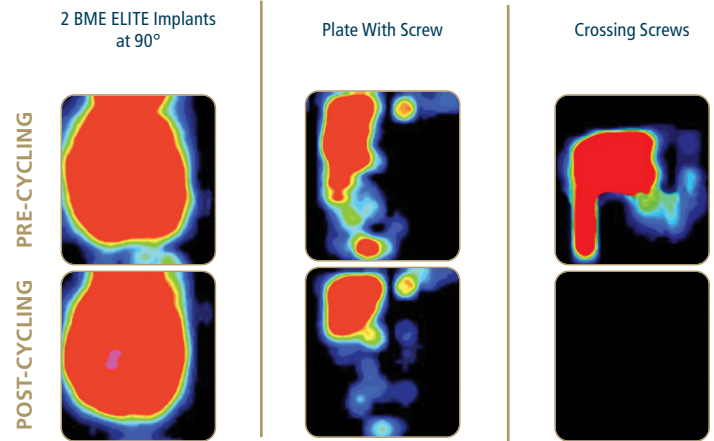 2 BME ELITE Implants
at 90°
Plate With Screw
Crossing Screws
PRE-CYCLING
POST-CYCLING